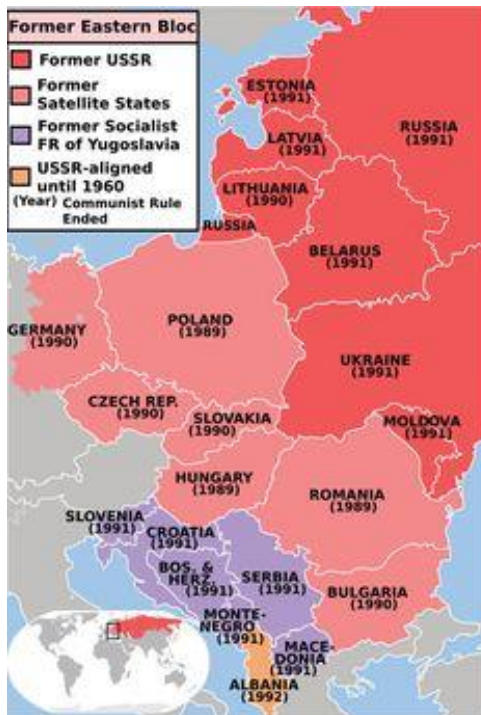 Former Eastern Bloc
Former USSR
Former
Satellite States
Former Socialist
FR of Yugoslavia
USSR-aligned
until 1960
(Year) Communist Rule
Ended
ESTONIA
(1991)
LATVIA
(1991)
RUSSIA
(1991)
LITHUANIA
(1990)
RUSSIA
BELARUS
(1991)
GERMANY
(1990)
POLAND
(1989)
UKRAINE
(1991)
CZECH REP.
(1990)
SLOVAKIA
(1990)
MOLDOVA
(1991)
HUNGARY
(1989)
ROMANIA
(1989)
SLOVENIA
(1991)
CROATIA
(1991)
BOS. &
HERZ.
(1991)
SERBIA
(1991)
BULGARIA
(1990)
MONTE-
NEGRO
(1991)
MACE-
DONIA
(1991)
ALBANIA
(1992)